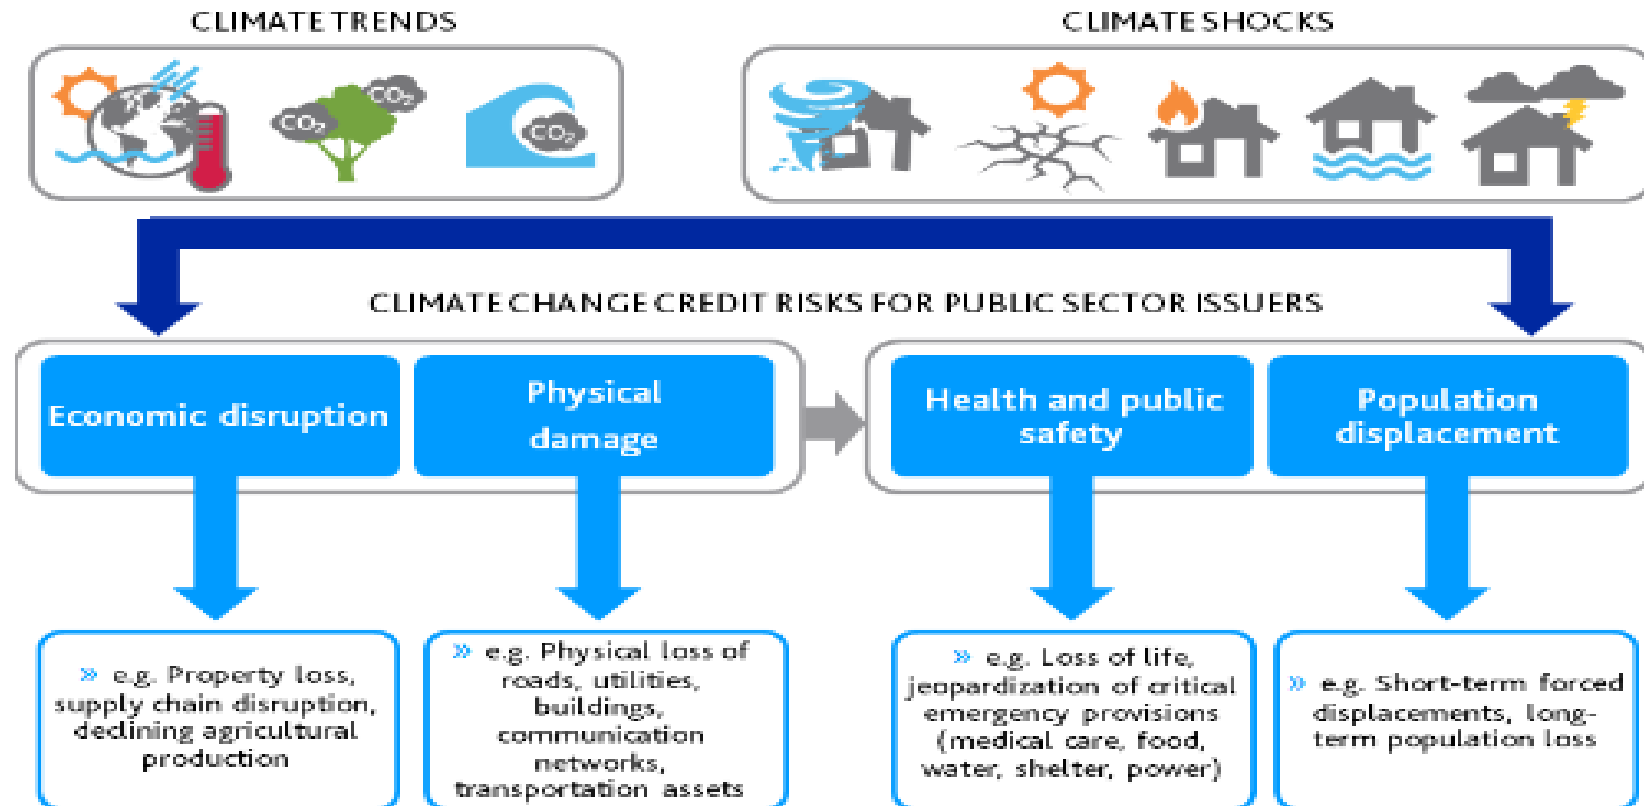 CLIMATE TRENDS
CLIMATE SHOCKS
CO₂
CO₂
CO₂
CLIMATE CHANGE CREDIT RISKS FOR PUBLIC SECTOR ISSUERS
Economic disruption
Physical
damage
Health and public
safety
Population
displacement
» e.g. Property loss,
supply chain disruption,
declining agricultural
production
» e.g. Physical loss of
roads, utilities,
buildings,
communication
networks,
transportation assets
» e.g. Loss of life,
jeopardization of critical
emergency provisions
(medical care, food,
water, shelter, power)
» e.g. Short-term forced
displacements, long-
term population loss